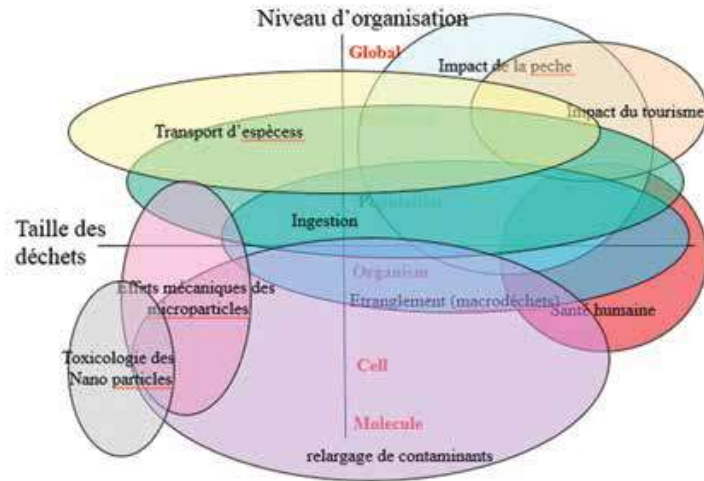 Niveau d'organisation
Global
Impact de la peche
Impact du tourisme
Transport d'espècess
Population
Ingestion
Taille des
déchets
Organism
Effets mécaniques des
microparticles
Etranglement (macrodéchets)
Santé humaine
Toxicologie des
Nano particles
Cell
Molecule
relargage de contaminants